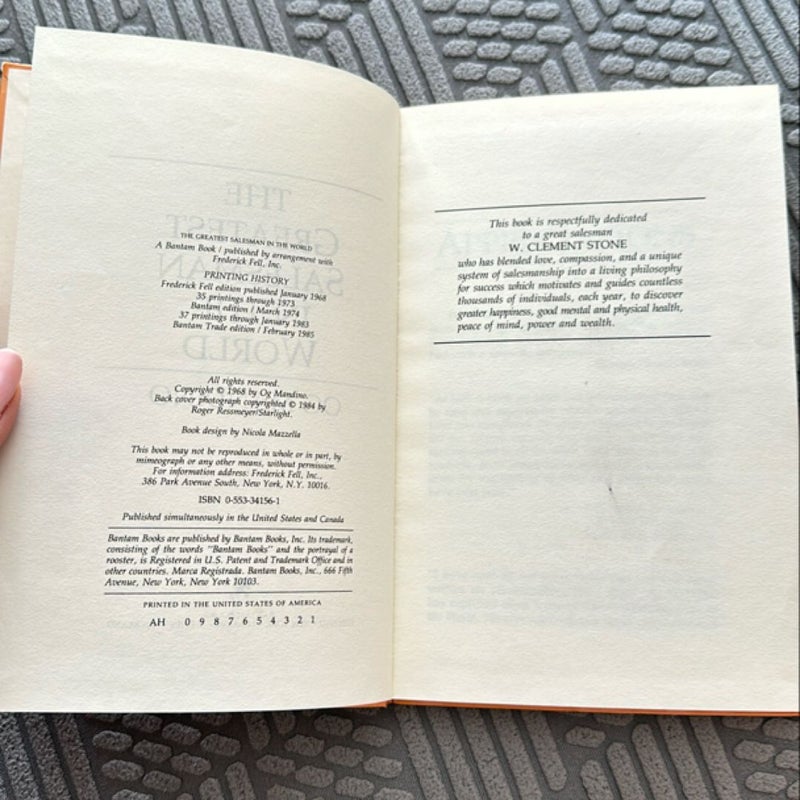 THE GREATEST SALESMAN IN THE WORLD
A Bantam Book / published by arrangement with
Frederick Fell, Inc.
PRINTING HISTORY
Frederick Fell edition published January 1968
35 printings through 1973
Bantam edition / March 1974
37 printings through January 1983
Bantam Trade edition / February 1985
All rights reserved.
Copyright © 1968 by Og Mandino.
Back cover photograph copyrighted © 1984 by
Roger Ressmeyer/Starlight.
Book design by Nicola Mazzella
This book may not be reproduced in whole or in part, by
mimeograph or any other means, without permission.
For information address: Frederick Fell, Inc.,
386 Park Avenue South, New York, N.Y. 10016.
ISBN 0-553-34156-1
Published simultaneously in the United States and Canada
Bantam Books are published by Bantam Books, Inc. Its trademark,
consisting of the words "Bantam Books" and the portrayal of a
rooster, is Registered in U.S. Patent and Trademark Office and in
other countries. Marca Registrada. Bantam Books, Inc., 666 Fifth
Avenue, New York, New York 10103.
PRINTED IN THE UNITED STATES OF AMERICA
AH 0 9 8 7 6 5 4 3 2 1
This book is respectfully dedicated
to a great salesman
W. CLEMENT STONE
who has blended love, compassion, and a unique
system of salesmanship into a living philosophy
for success which motivates and guides countless
thousands of individuals, each year, to discover
greater happiness, good mental and physical health,
peace of mind, power and wealth.